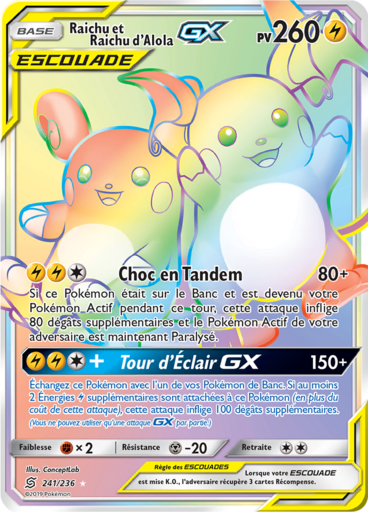 BASE
Raichu et
Raichu d'Alola GX
PV 260
ESCOUADE
Choc en Tandem 80+
Si ce Pokémon était sur le Banc et est devenu votre
Pokémon Actif pendant ce tour, cette attaque inflige
80 dégâts supplémentaires et le Pokémon Actif de votre
adversaire est maintenant Paralysé.
+ Tour d'Éclair GX 150+
Échangez ce Pokémon avec l'un de vos Pokémon de Banc. Si au moins
2 Énergies supplémentaires sont attachées à ce Pokémon (en plus du
coût de cette attaque), cette attaque inflige 100 dégâts supplémentaires.
(Vous ne pouvez utiliser qu'une attaque GX par partie.)
Faiblesse ×2 Résistance -20 Retraite
Illus. ConceptLab
241/236
©2019 Pokémon
Règle des ESCOUADES
Lorsque votre ESCOUADE
est mise K.O., l'adversaire récupère 3 cartes Récompense.